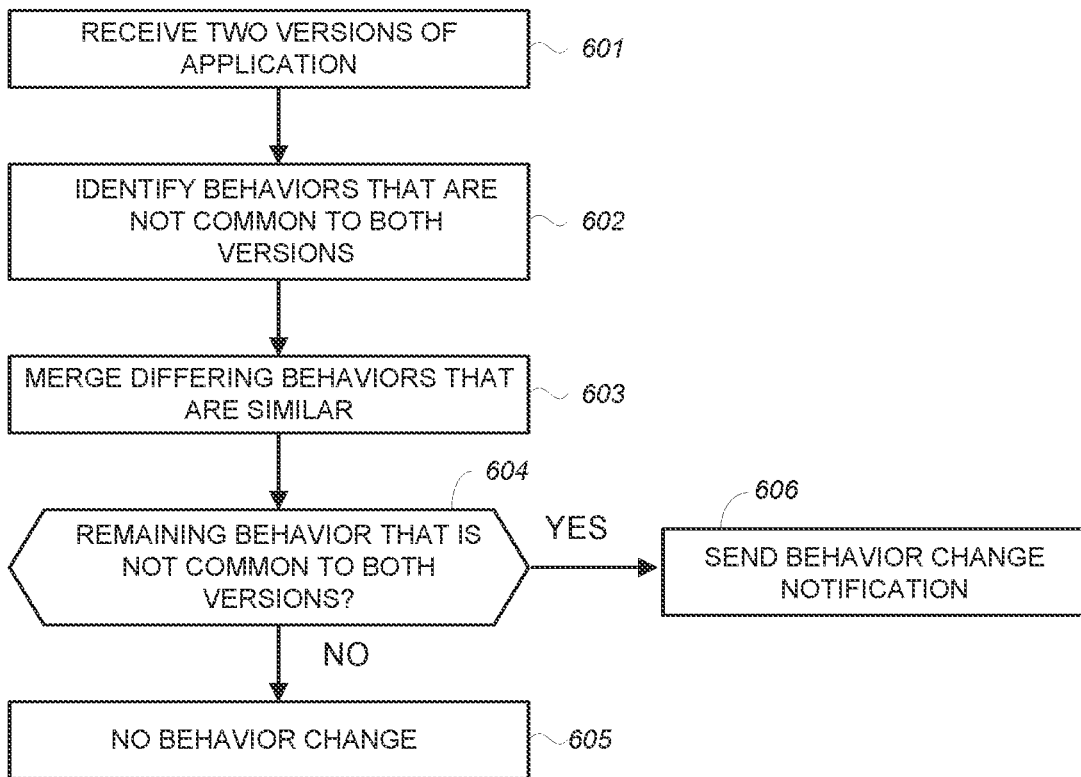 RECEIVE TWO VERSIONS OF
APPLICATION
601
IDENTIFY BEHAVIORS THAT ARE
NOT COMMON TO BOTH
VERSIONS
602
MERGE DIFFERING BEHAVIORS THAT
ARE SIMILAR
603
604
REMAINING BEHAVIOR THAT IS
NOT COMMON TO BOTH
VERSIONS?
YES
606
SEND BEHAVIOR CHANGE
NOTIFICATION
NO
NO BEHAVIOR CHANGE
605